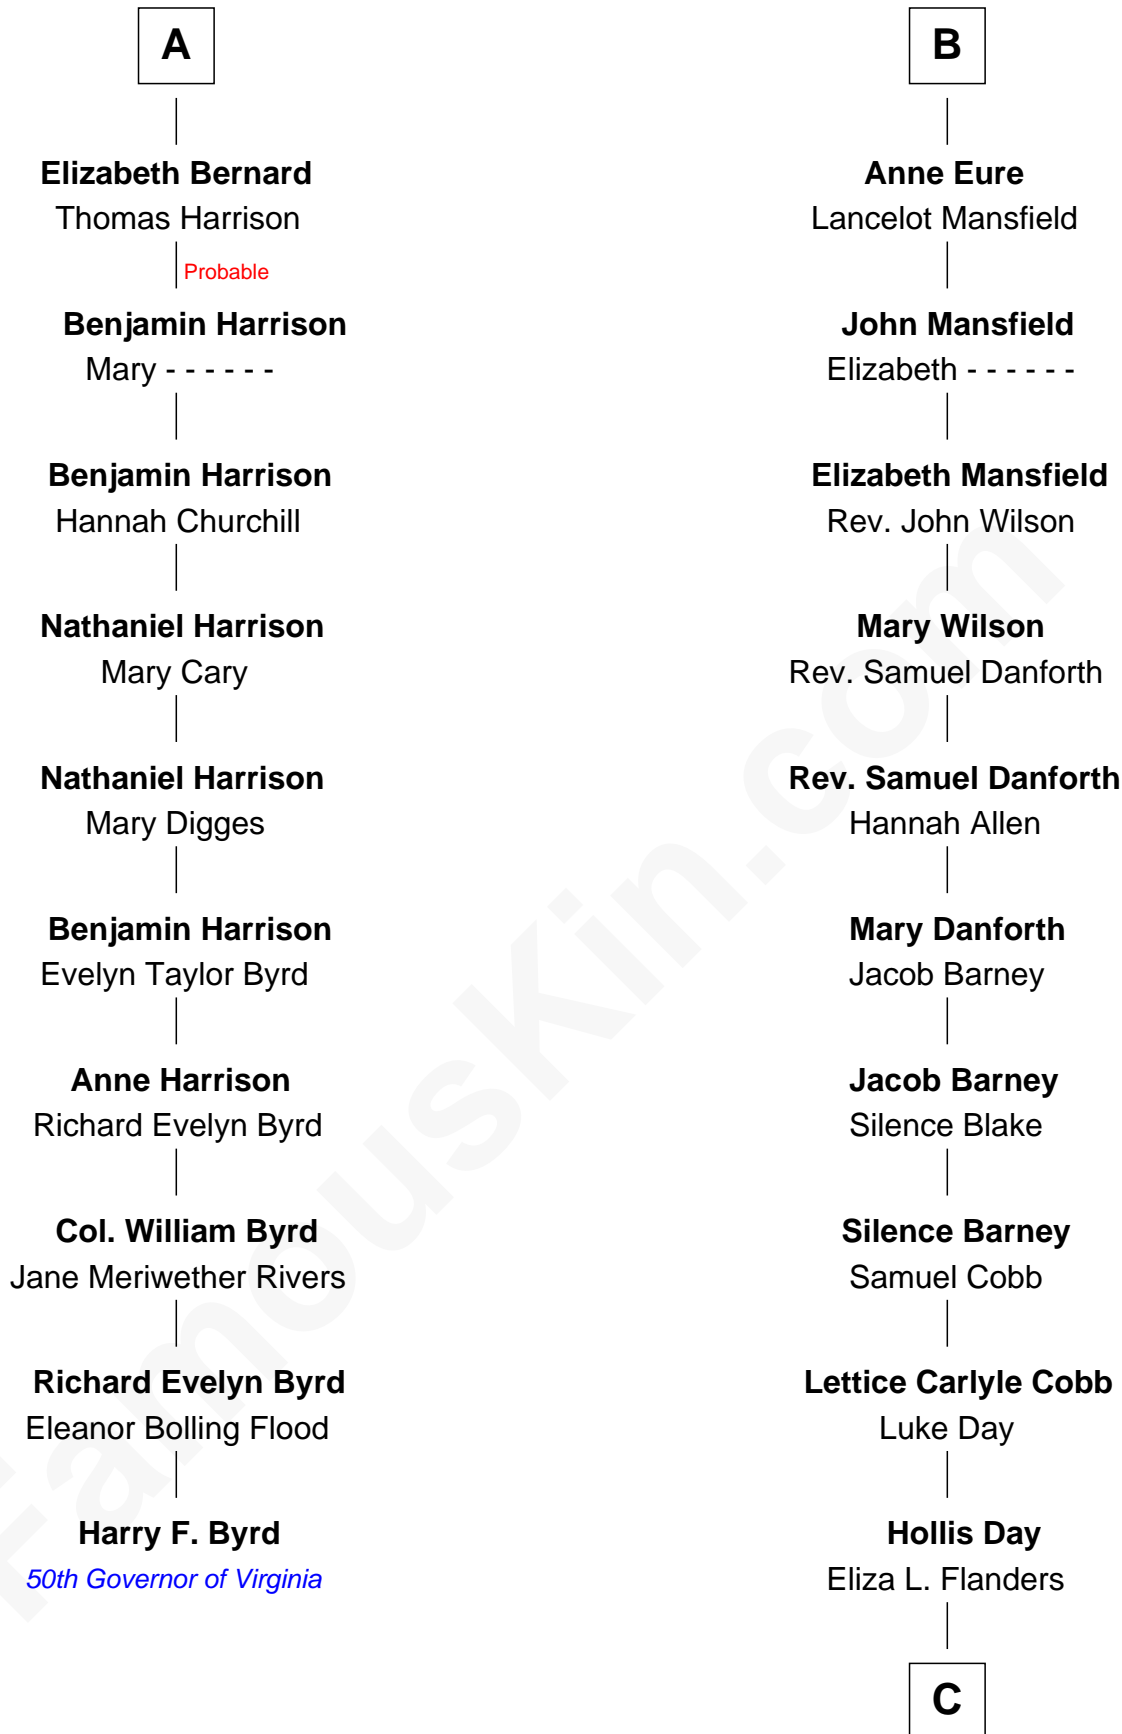 A
Elizabeth Bernard
Thomas Harrison
Probable
Benjamin Harrison
Mary - - - - - -
Benjamin Harrison
Hannah Churchill
Nathaniel Harrison
Mary Cary
Nathaniel Harrison
Mary Digges
Benjamin Harrison
Evelyn Taylor Byrd
Anne Harrison
Richard Evelyn Byrd
Col. William Byrd
Jane Meriwether Rivers
Richard Evelyn Byrd
Eleanor Bolling Flood
Harry F. Byrd
50th Governor of Virginia
B
Anne Eure
Lancelot Mansfield
John Mansfield
Elizabeth - - - - - -
Elizabeth Mansfield
Rev. John Wilson
Mary Wilson
Rev. Samuel Danforth
Rev. Samuel Danforth
Hannah Allen
Mary Danforth
Jacob Barney
Jacob Barney
Silence Blake
Silence Barney
Samuel Cobb
Lettice Carlyle Cobb
Luke Day
Hollis Day
Eliza L. Flanders
C
FamousKin.com